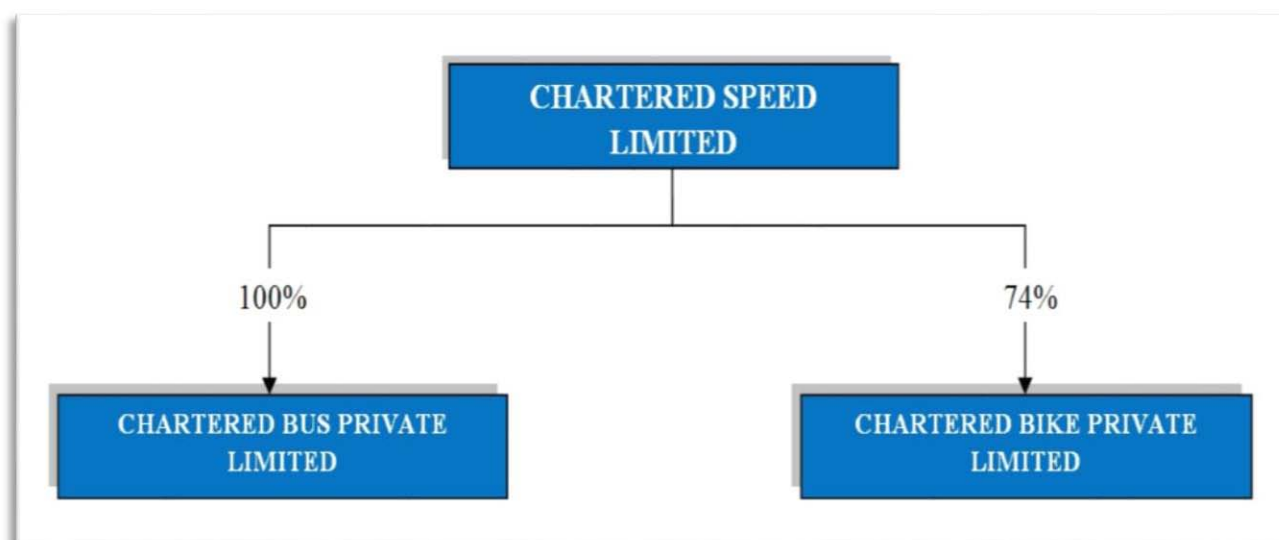 CHARTERED SPEED
LIMITED
100%
74%
CHARTERED BUS PRIVATE
LIMITED
CHARTERED BIKE PRIVATE
LIMITED